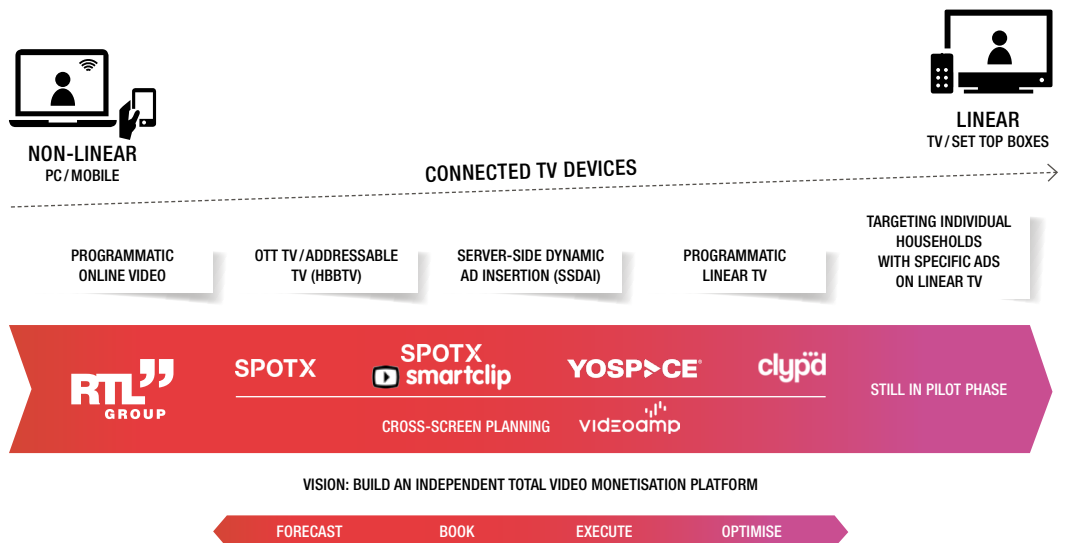 NON-LINEAR
PC/MOBILE
LINEAR
TV/SET TOP BOXES
CONNECTED TV DEVICES
PROGRAMMATIC
ONLINE VIDEO
OTT TV/ADDRESSABLE
TV (HBBTV)
SERVER-SIDE DYNAMIC
AD INSERTION (SSDAI)
PROGRAMMATIC
LINEAR TV
TARGETING INDIVIDUAL
HOUSEHOLDS
WITH SPECIFIC ADS
ON LINEAR TV
RTL
GROUP
SPOTX
SPOTX
smartclip
YOSPACE
clypd
STILL IN PILOT PHASE
CROSS-SCREEN PLANNING
VIDEOAMP
VISION: BUILD AN INDEPENDENT TOTAL VIDEO MONETISATION PLATFORM
FORECAST
BOOK
EXECUTE
OPTIMISE